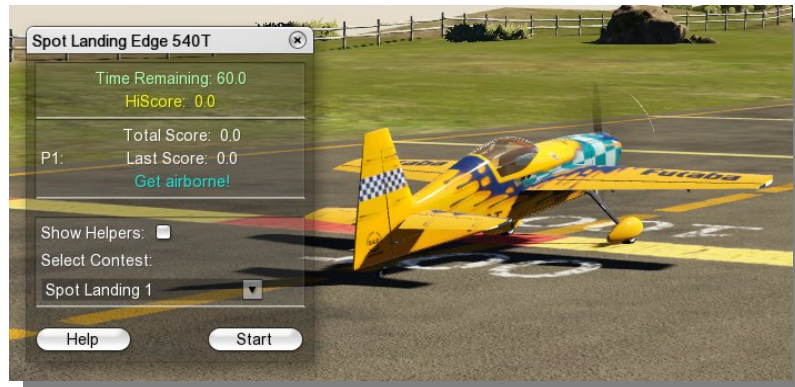 Spot Landing Edge 540T
Time Remaining: 60.0
HiScore: 0.0
Total Score: 0.0
P1: Last Score: 0.0
Get airborne!
Show Helpers:
Select Contest:
Spot Landing 1
Help Start
Futaba
100